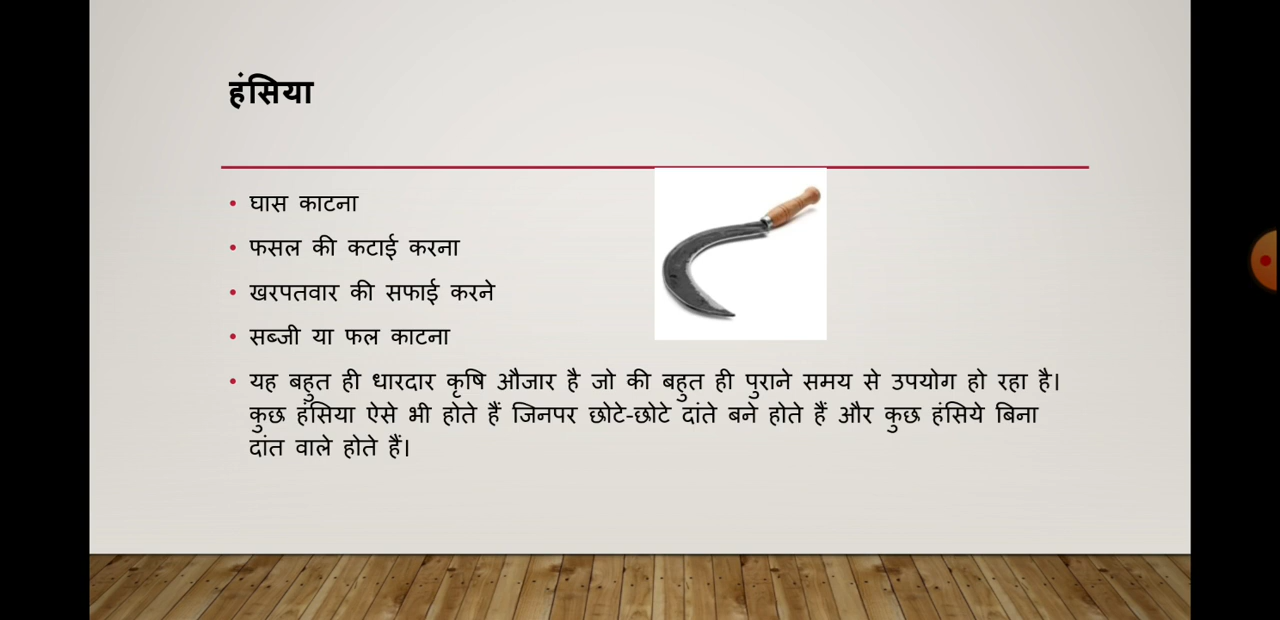 हंसिया
घास काटना
फसल की कटाई करना
खरपतवार की सफाई करने
सब्जी या फल काटना
यह बहुत ही धारदार कृषि औजार है जो की बहुत ही पुराने समय से उपयोग हो रहा है।
कुछ हंसिया ऐसे भी होते हैं जिनपर छोटे-छोटे दांते बने होते हैं और कुछ हंसिये बिना
दांत वाले होते हैं।